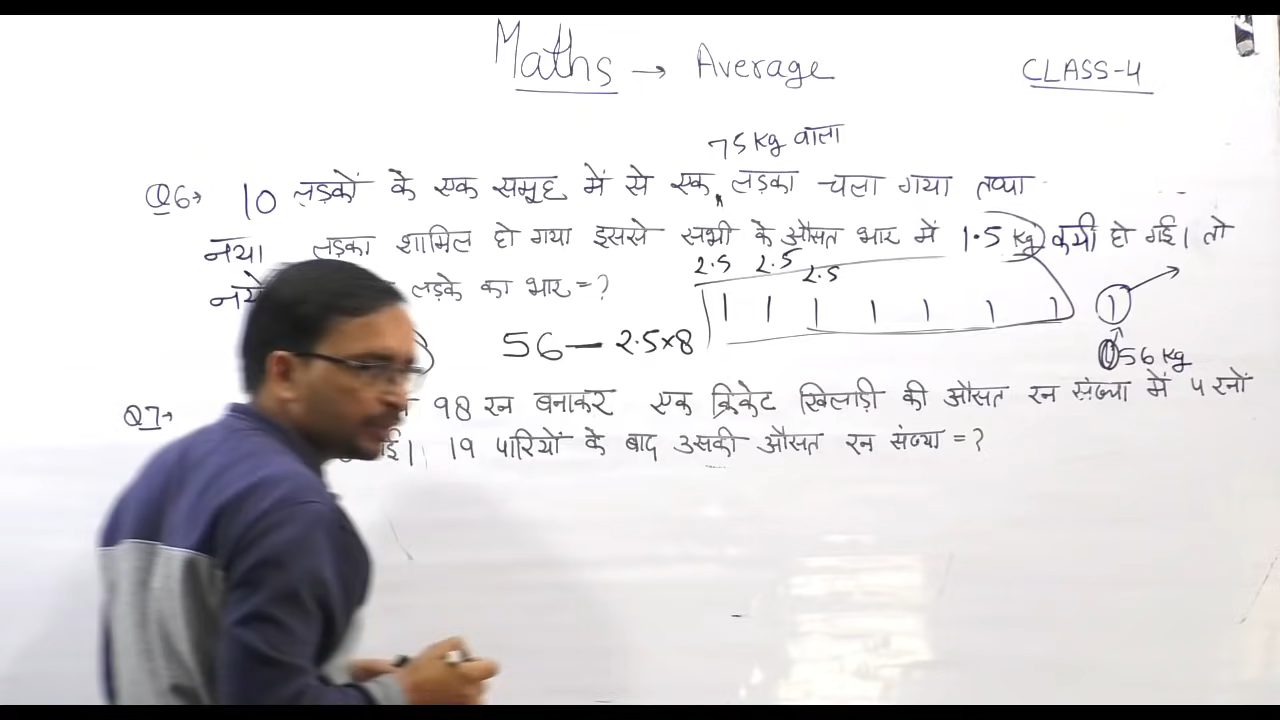 Maths → Average CLASS-4
75 kg वाला
Q6→ 10 लड़कों के एक समूह में से एक लड़का चला गया तथा
नया लड़का शामिल हो गया इससे सभी के औसत भार में 1.5 kg कमी हो गई। तो
नये लड़के का भार = ?
2.5 2.5 2.5
56 — 2.5×8 | | | | | | | 1
56 kg
Q7→ 98 रन बनाकर एक क्रिकेट खिलाड़ी की औसत रन संख्या में 4 रनों
19 पारियों के बाद उसकी औसत रन संख्या = ?